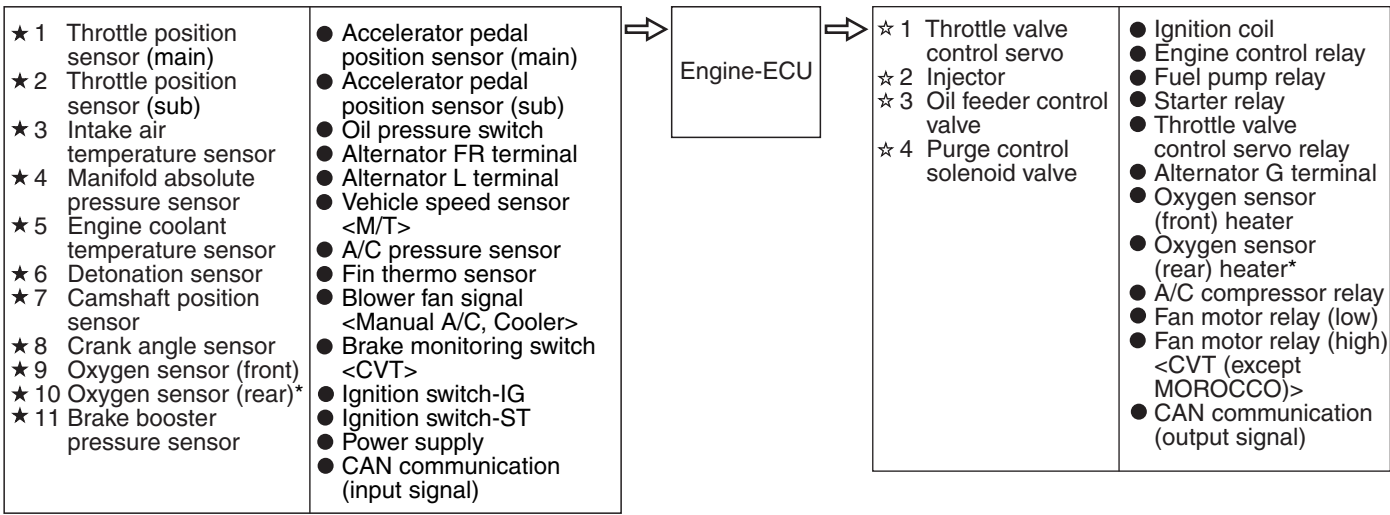 ★1 Throttle position
sensor (main)
★2 Throttle position
sensor (sub)
★3 Intake air
temperature sensor
★4 Manifold absolute
pressure sensor
★5 Engine coolant
temperature sensor
★6 Detonation sensor
★7 Camshaft position
sensor
★8 Crank angle sensor
★9 Oxygen sensor (front)
★10 Oxygen sensor (rear)*
★11 Brake booster
pressure sensor
● Accelerator pedal
position sensor (main)
● Accelerator pedal
position sensor (sub)
● Oil pressure switch
● Alternator FR terminal
● Alternator L terminal
● Vehicle speed sensor
<M/T>
● A/C pressure sensor
● Fin thermo sensor
● Blower fan signal
<Manual A/C, Cooler>
● Brake monitoring switch
<CVT>
● Ignition switch-IG
● Ignition switch-ST
● Power supply
● CAN communication
(input signal)
Engine-ECU
☆1 Throttle valve
control servo
☆2 Injector
☆3 Oil feeder control
valve
☆4 Purge control
solenoid valve
● Ignition coil
● Engine control relay
● Fuel pump relay
● Starter relay
● Throttle valve
control servo relay
● Alternator G terminal
● Oxygen sensor
(front) heater
● Oxygen sensor
(rear) heater*
● A/C compressor relay
● Fan motor relay (low)
● Fan motor relay (high)
<CVT (except
MOROCCO)>
● CAN communication
(output signal)